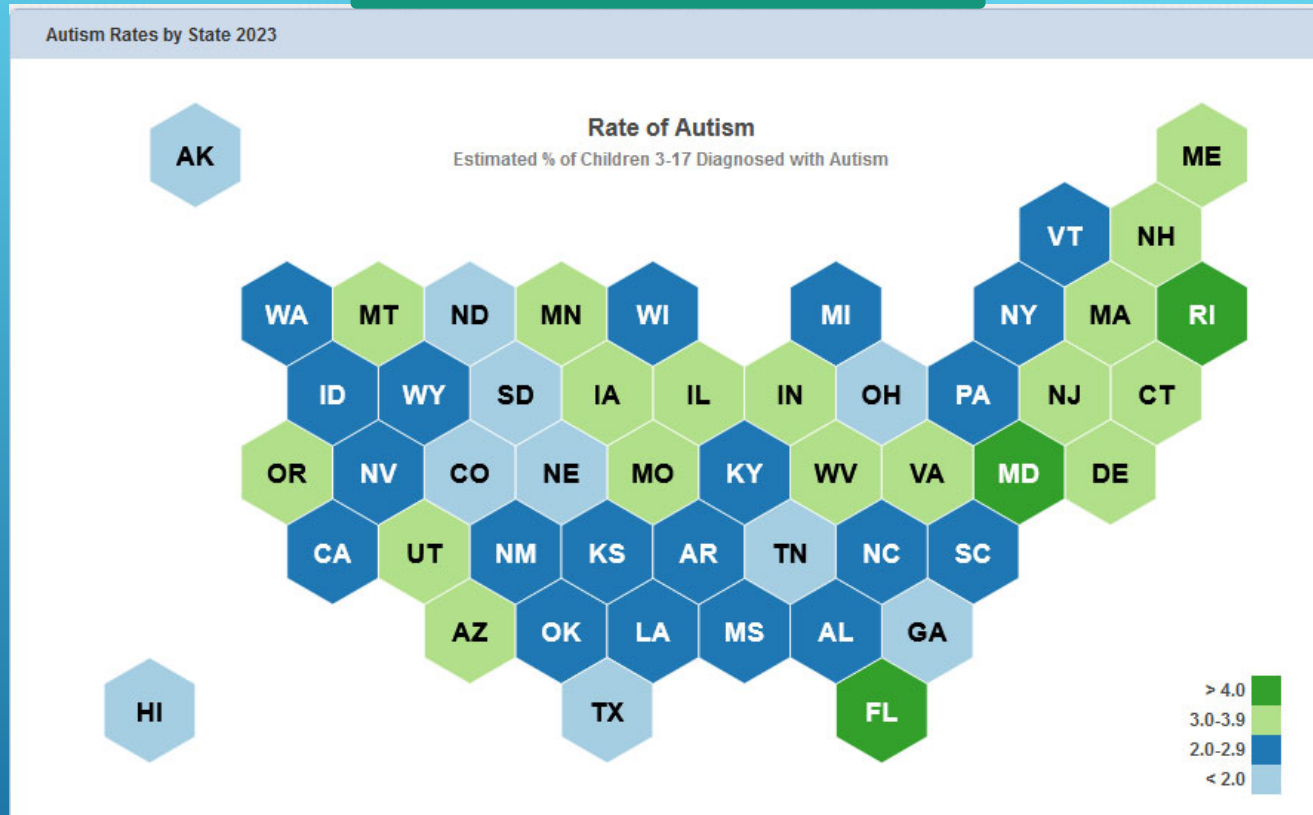 Autism Rates by State 2023
Rate of Autism
Estimated % of Children 3-17 Diagnosed with Autism
AK
ME
VT NH
WA MT ND MN WI MI NY MA RI
ID WY SD IA IL IN OH PA NJ CT
OR NV CO NE MO KY WV VA MD DE
CA UT NM KS AR TN NC SC
AZ OK LA MS AL GA
HI TX FL
> 4.0
3.0-3.9
2.0-2.9
< 2.0